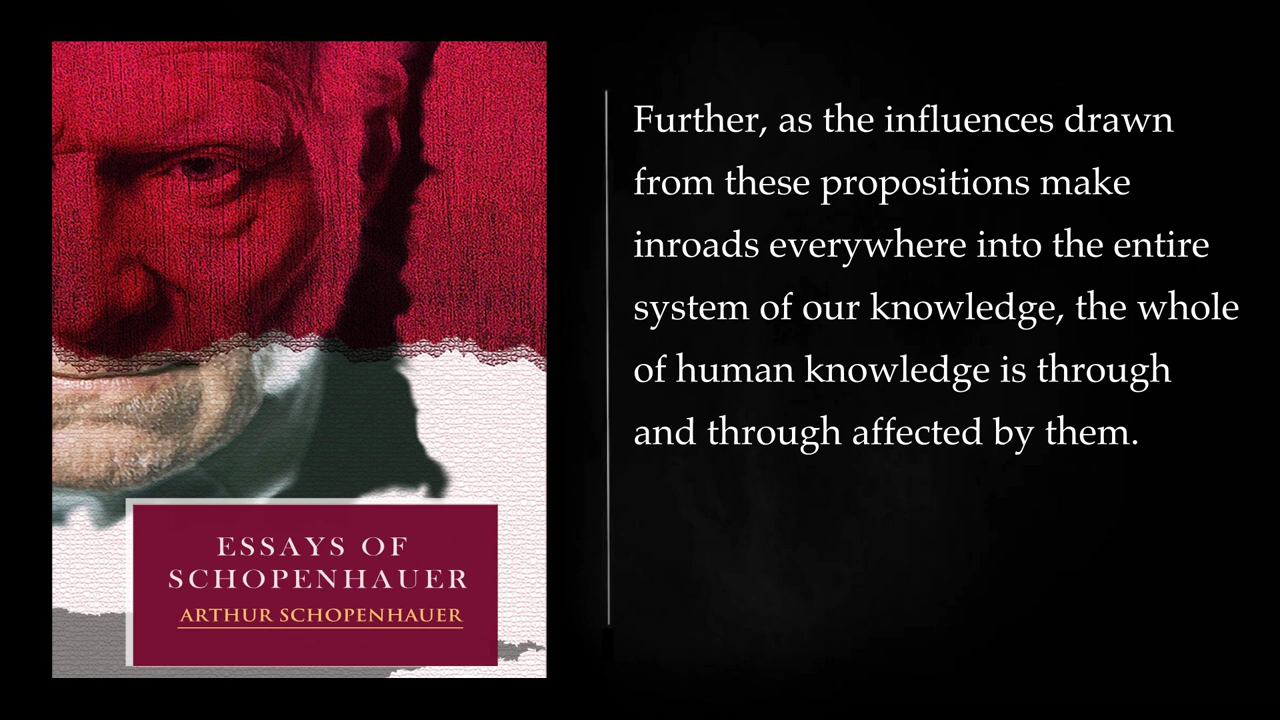 ESSAYS OF
SCHOPENHAUER
ARTHUR SCHOPENHAUER
Further, as the influences drawn
from these propositions make
inroads everywhere into the entire
system of our knowledge, the whole
of human knowledge is through
and through affected by them.